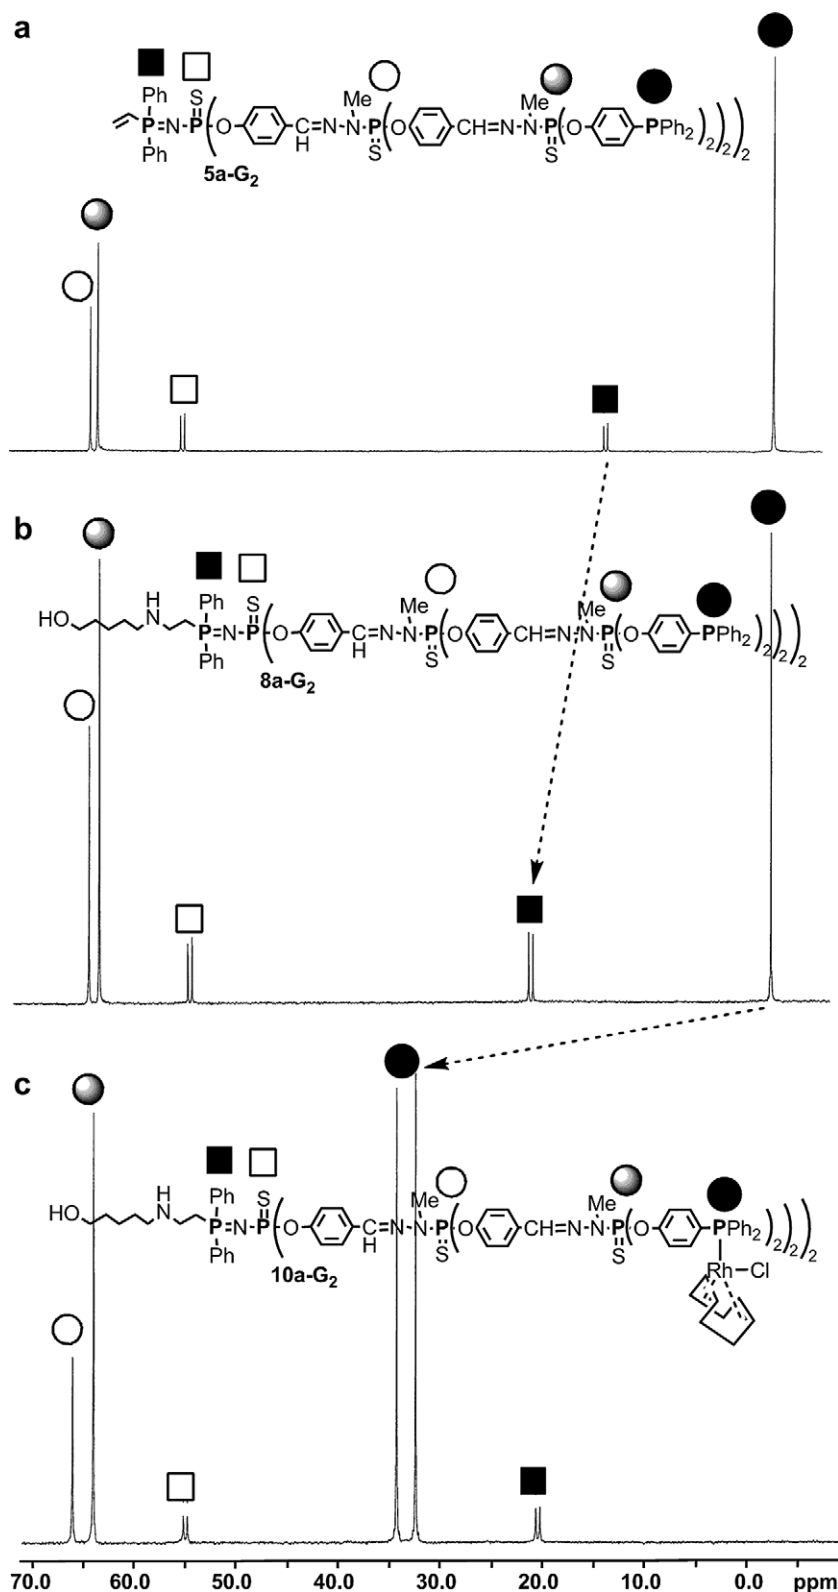 a
Ph
P=N-P
Ph
S
O
CH=N-N-P
H
Me
S
O
CH=N-N-P
Me
S
O
PPh2
)2)2)2
5a-G2
b
HO
H
N
Ph
P=N-P
Ph
S
O
C=N-N-P
H
Me
S
O
CH=N-N-P
Me
S
O
PPh2
)2)2)2
8a-G2
c
HO
H
N
Ph
P=N-P
Ph
S
O
C=N-N-P
H
Me
S
O
CH=N-N-P
Me
S
O
PPh2
)2)2)2
Rh-Cl
10a-G2
70.0 60.0 50.0 40.0 30.0 20.0 10.0 0.0 ppm